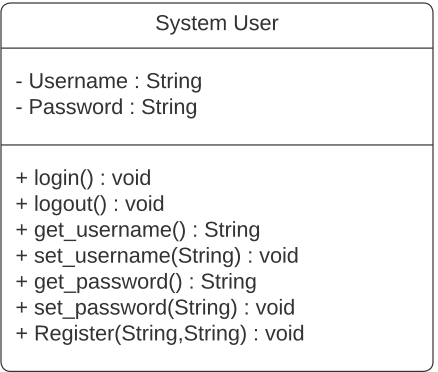 System User
- Username : String
- Password : String
+ login() : void
+ logout() : void
+ get_username() : String
+ set_username(String) : void
+ get_password() : String
+ set_password(String) : void
+ Register(String,String) : void